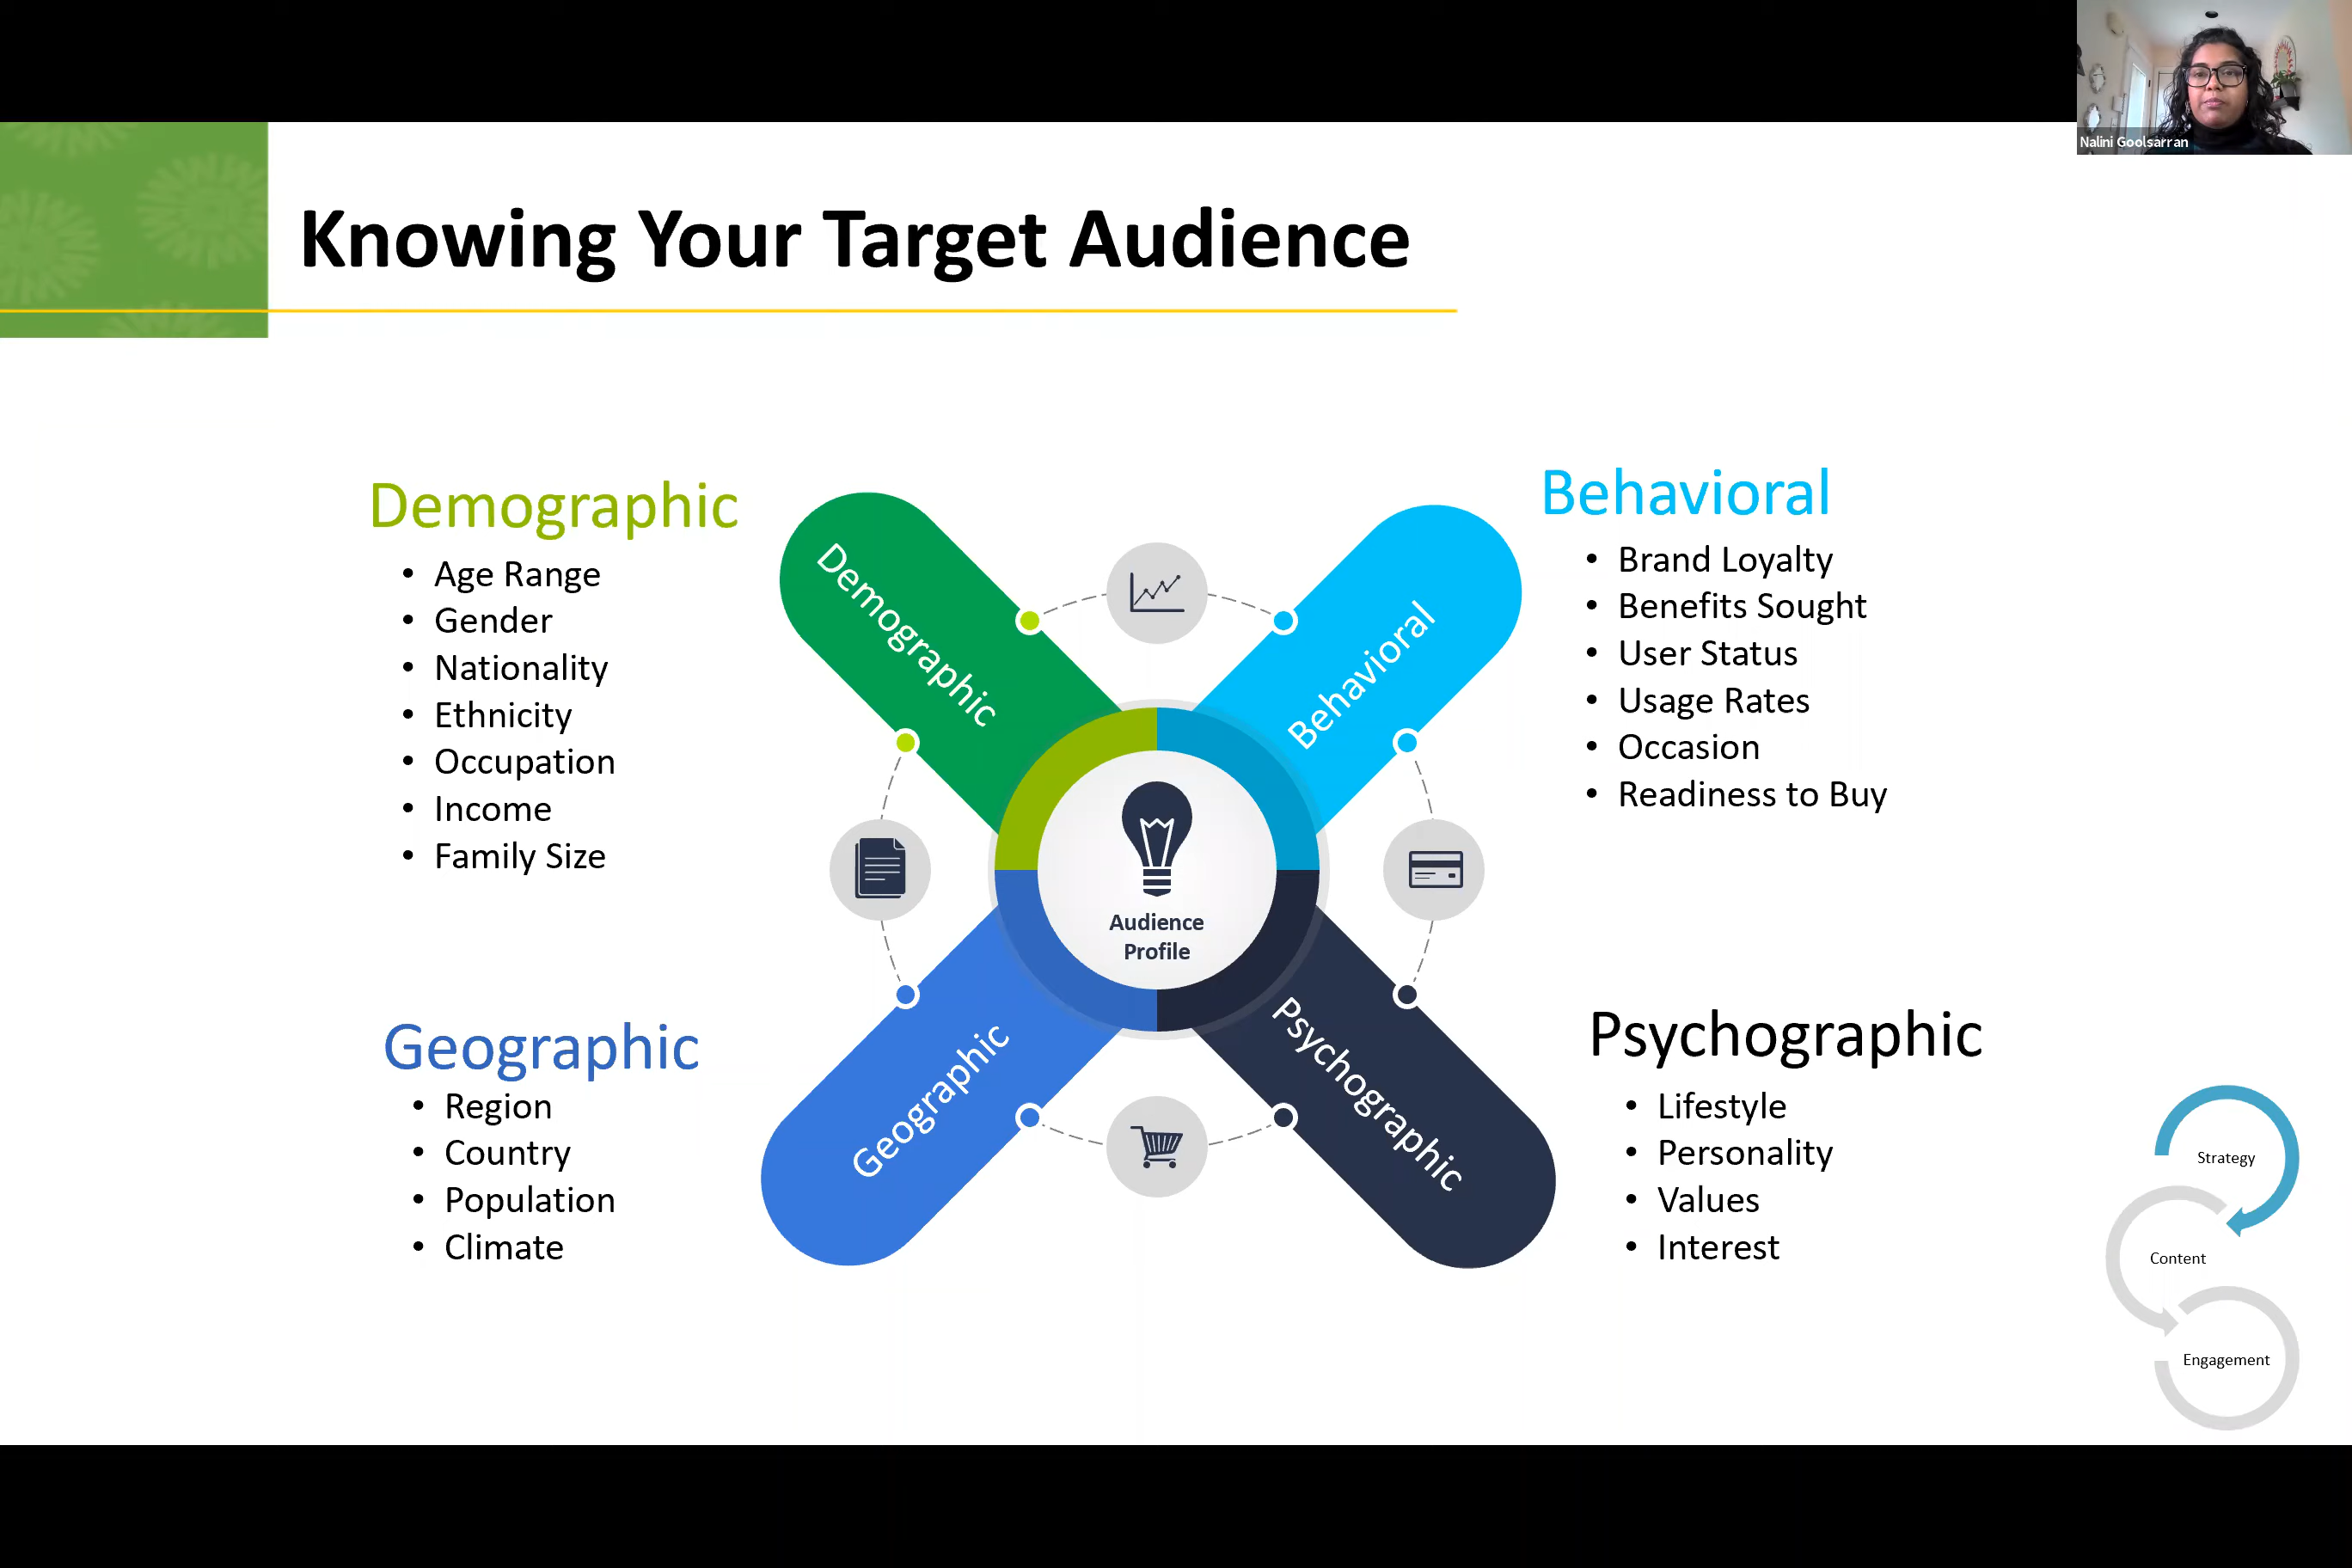 Nalini Goolsarran
Knowing Your Target Audience
Demographic
• Age Range
• Gender
• Nationality
• Ethnicity
• Occupation
• Income
• Family Size
Demographic
Behavioral
Behavioral
• Brand Loyalty
• Benefits Sought
• User Status
• Usage Rates
• Occasion
• Readiness to Buy
Audience
Profile
Geographic
• Region
• Country
• Population
• Climate
Geographic
Psychographic
Psychographic
• Lifestyle
• Personality
• Values
• Interest
Strategy
Content
Engagement